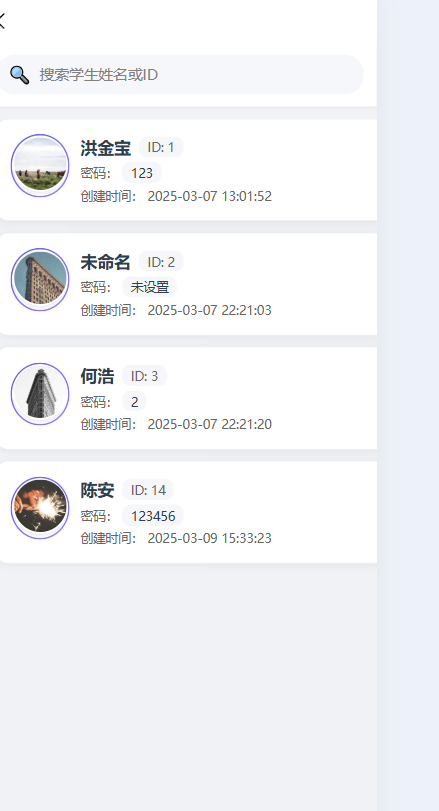 搜索学生姓名或ID
洪金宝 ID: 1
密码： 123
创建时间： 2025-03-07 13:01:52
未命名 ID: 2
密码： 未设置
创建时间： 2025-03-07 22:21:03
何浩 ID: 3
密码： 2
创建时间： 2025-03-07 22:21:20
陈安 ID: 14
密码： 123456
创建时间： 2025-03-09 15:33:23